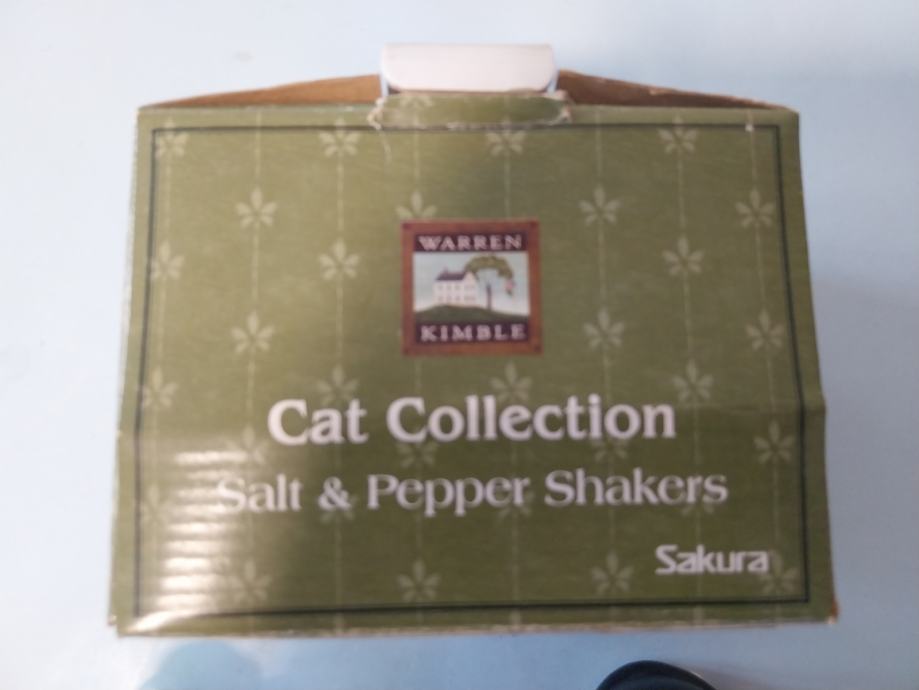 WARREN
KIMBLE
Cat Collection
Salt & Pepper Shakers
Sakura